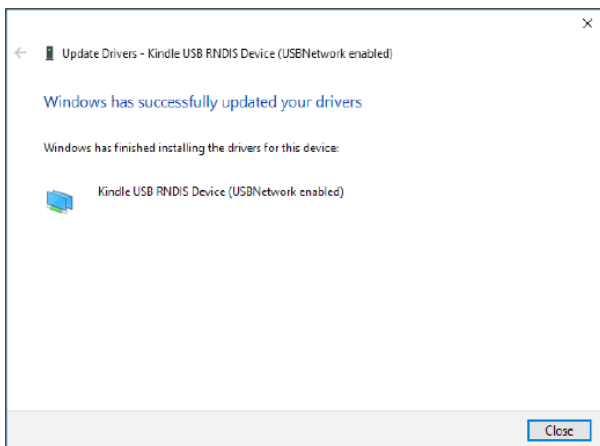 Update Drivers - Kindle USB RNDIS Device (USBNetwork enabled)
Windows has successfully updated your drivers
Windows has finished installing the drivers for this device:
Kindle USB RNDIS Device (USBNetwork enabled)
Close